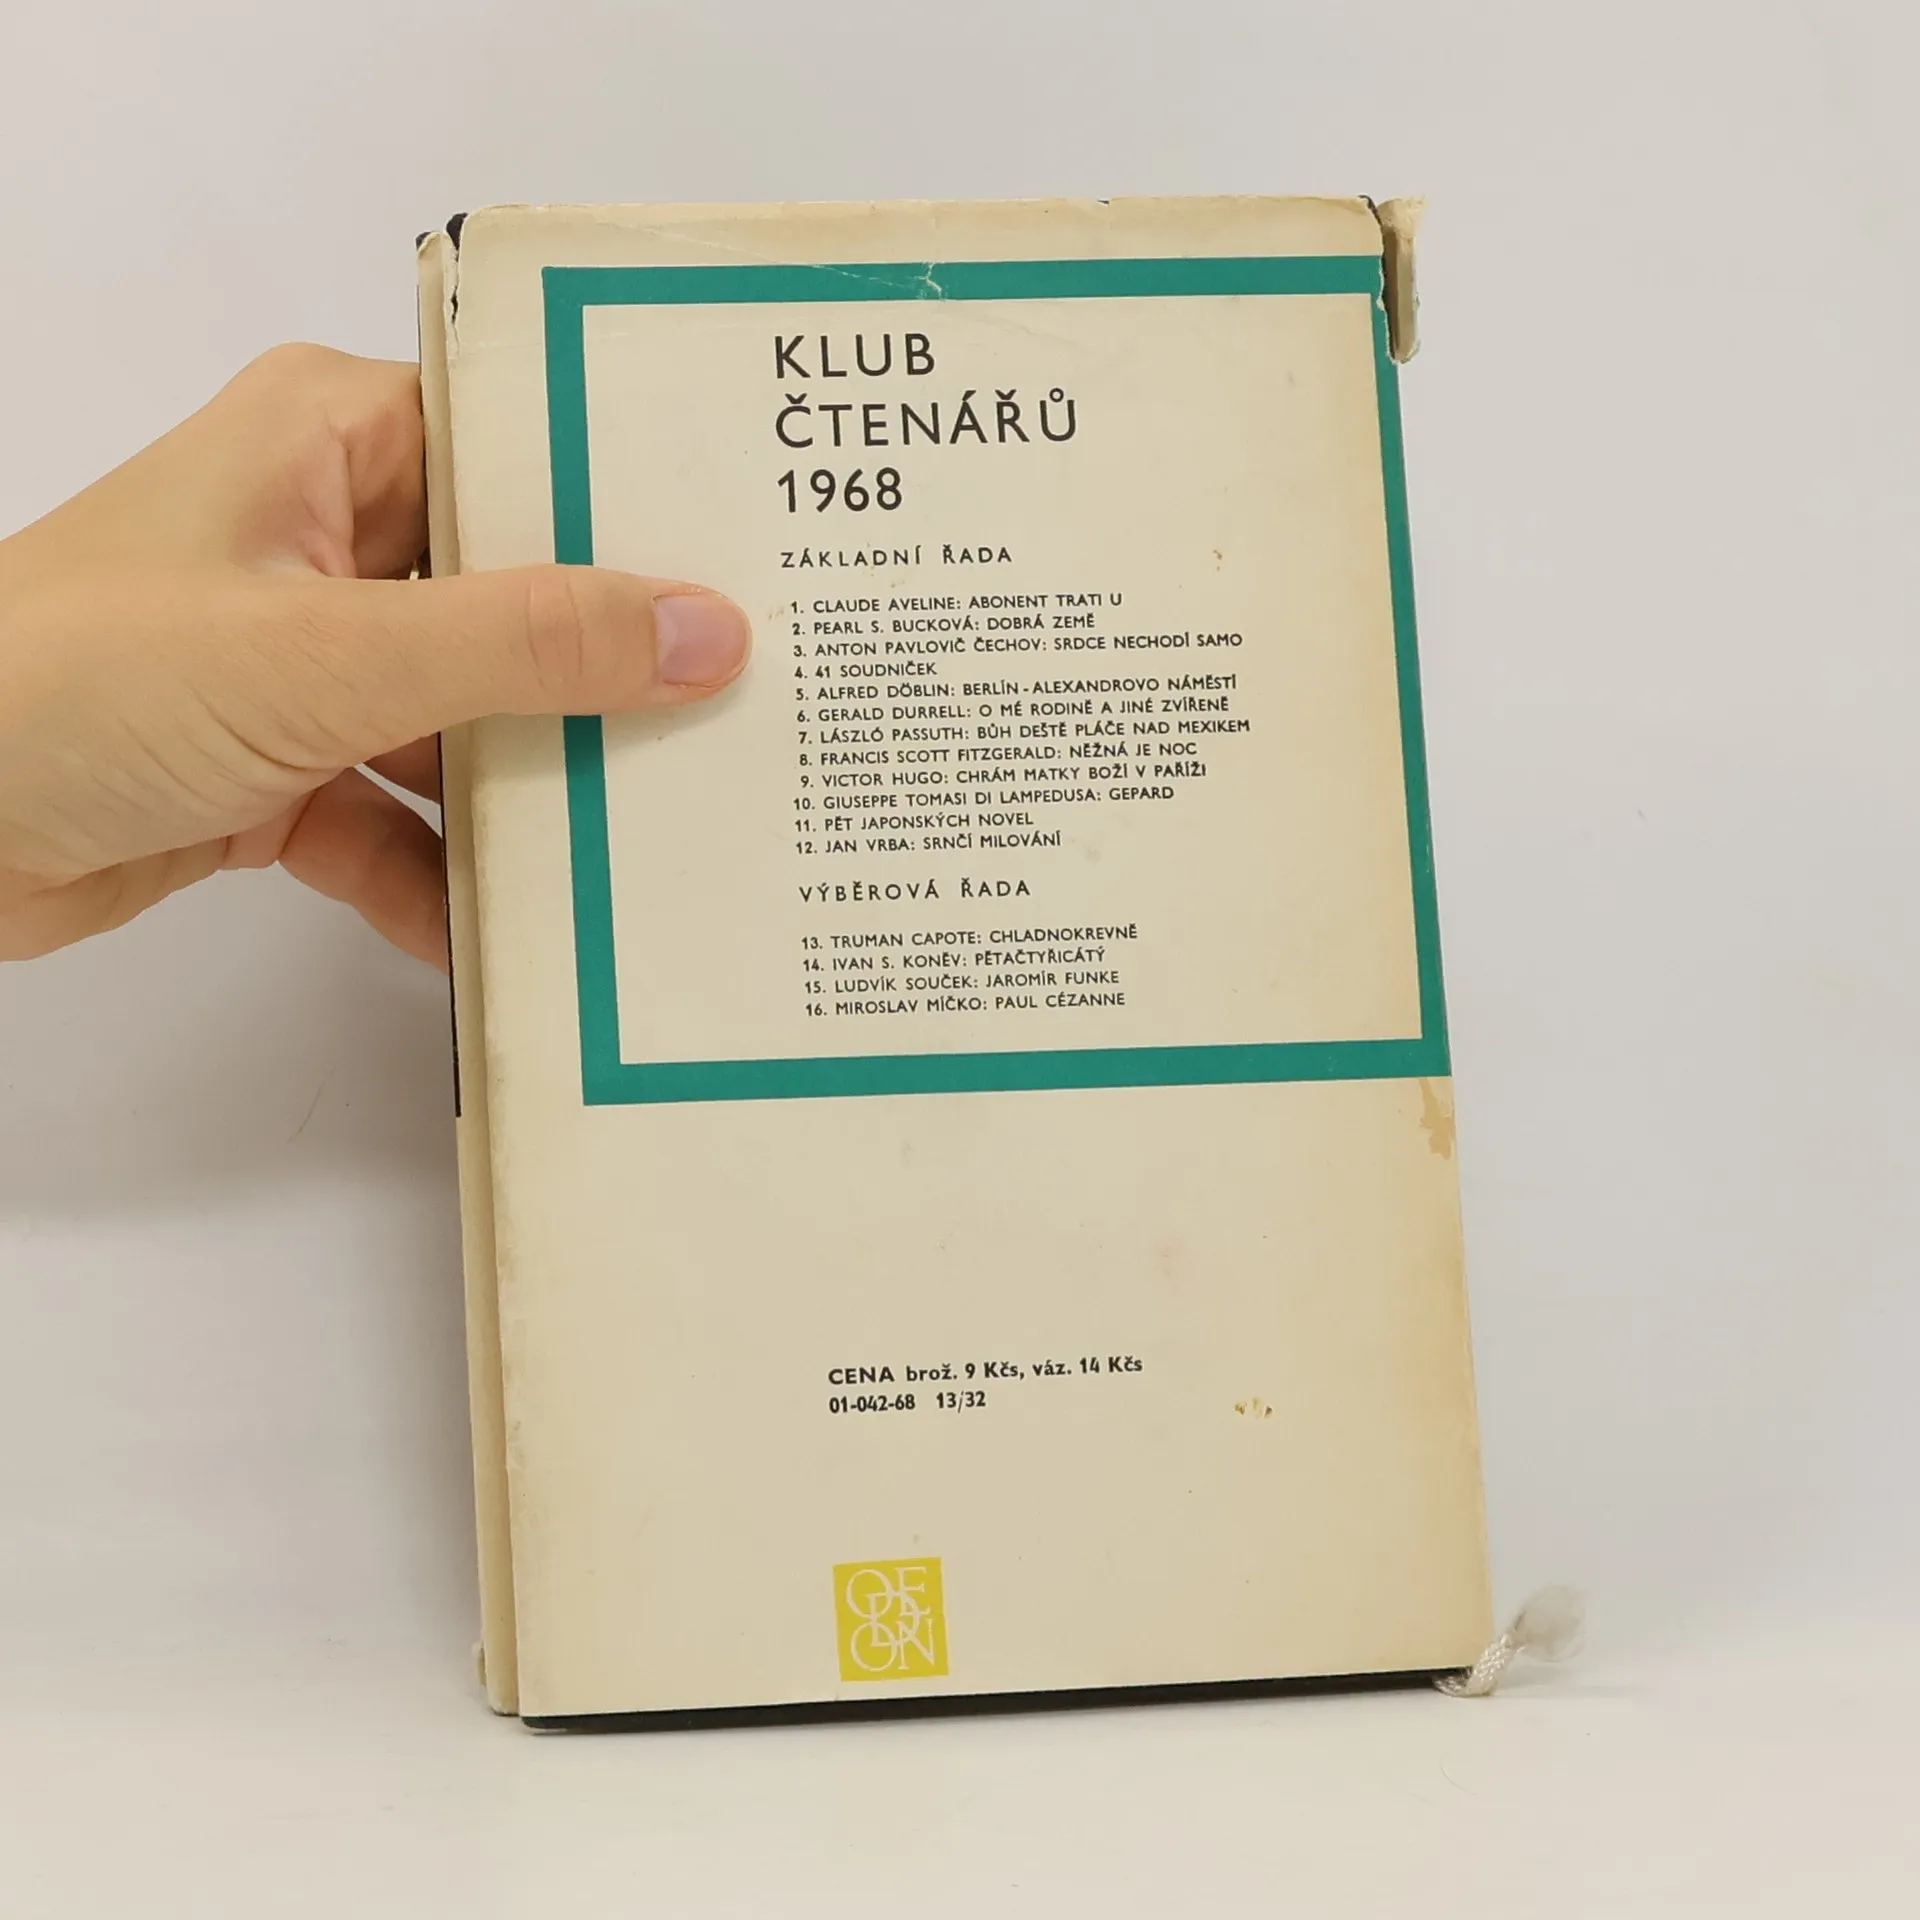 KLUB
ČTENÁŘŮ
1968
ZÁKLADNÍ ŘADA
1. CLAUDE AVELINE: ABONENT TRATI U
2. PEARL S. BUCKOVÁ: DOBRÁ ZEMĚ
3. ANTON PAVLOVIČ ČECHOV: SRDCE NECHODÍ SAMO
4. 41 SOUDNIČEK
5. ALFRED DÖBLIN: BERLÍN - ALEXANDROVO NÁMĚSTÍ
6. GERALD DURRELL: O MÉ RODINĚ A JINÉ ZVÍŘENĚ
7. LÁSZLÓ PASSUTH: BŮH DEŠTĚ PLÁČE NAD MEXIKEM
8. FRANCIS SCOTT FITZGERALD: NĚŽNÁ JE NOC
9. VICTOR HUGO: CHRÁM MATKY BOŽÍ V PAŘÍŽI
10. GIUSEPPE TOMASI DI LAMPEDUSA: GEPARD
11. PĚT JAPONSKÝCH NOVEL
12. JAN VRBA: SRNČÍ MILOVÁNÍ
VÝBĚROVÁ ŘADA
13. TRUMAN CAPOTE: CHLADNOKREVNĚ
14. IVAN S. KONĚV: PĚTAČTYŘICÁTÝ
15. LUDVÍK SOUČEK: JAROMÍR FUNKE
16. MIROSLAV MÍČKO: PAUL CÉZANNE
CENA brož. 9 Kčs, váz. 14 Kčs
01-042-68 13/32
ODEON